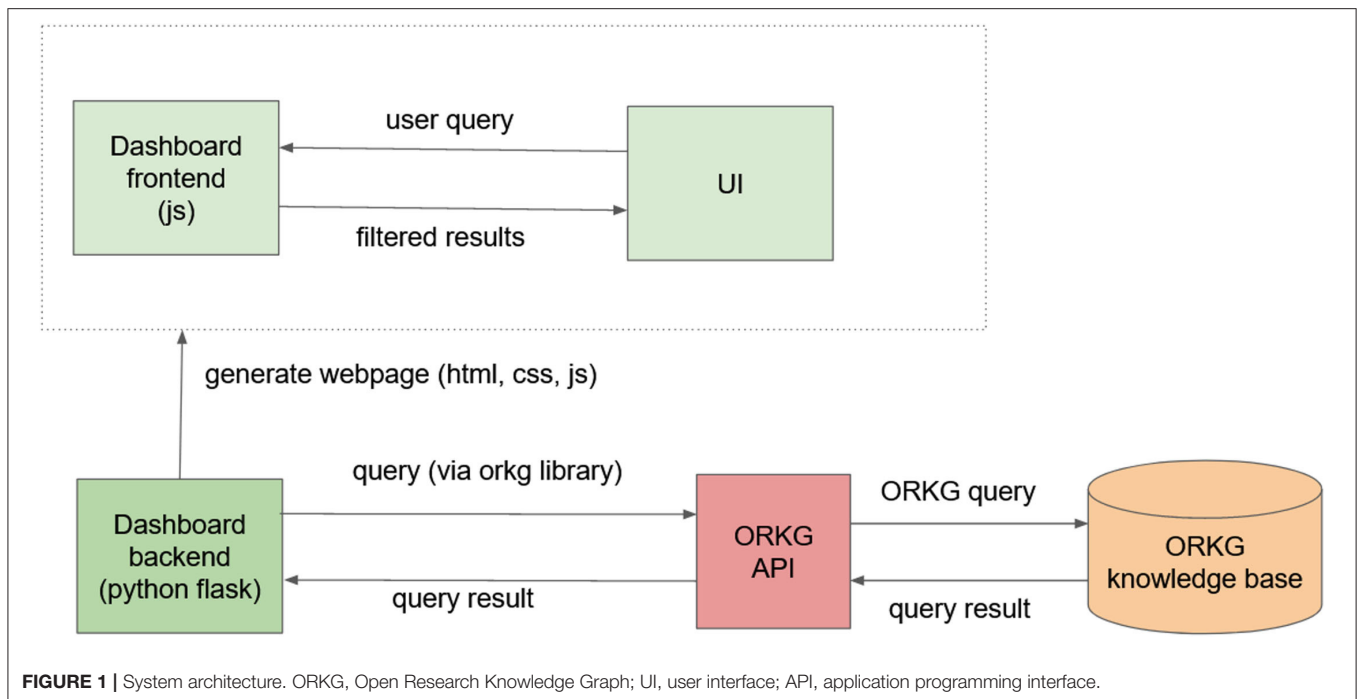 user query
Dashboard
frontend
(js)
UI
filtered results
generate webpage (html, css, js)
query (via orkg library)
ORKG query
Dashboard
backend
(python flask)
ORKG
API
ORKG
knowledge base
query result
query result
FIGURE 1 | System architecture. ORKG, Open Research Knowledge Graph; UI, user interface; API, application programming interface.